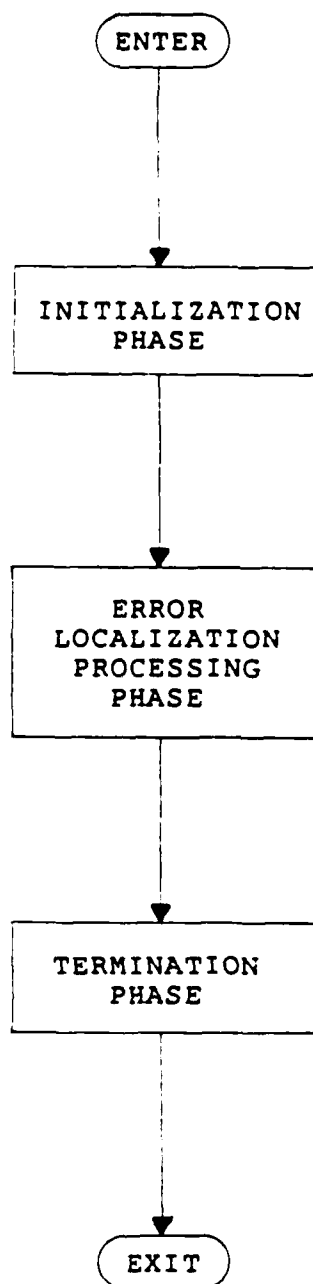 ENTER
INITIALIZATION
PHASE
ERROR
LOCALIZATION
PROCESSING
PHASE
TERMINATION
PHASE
EXIT